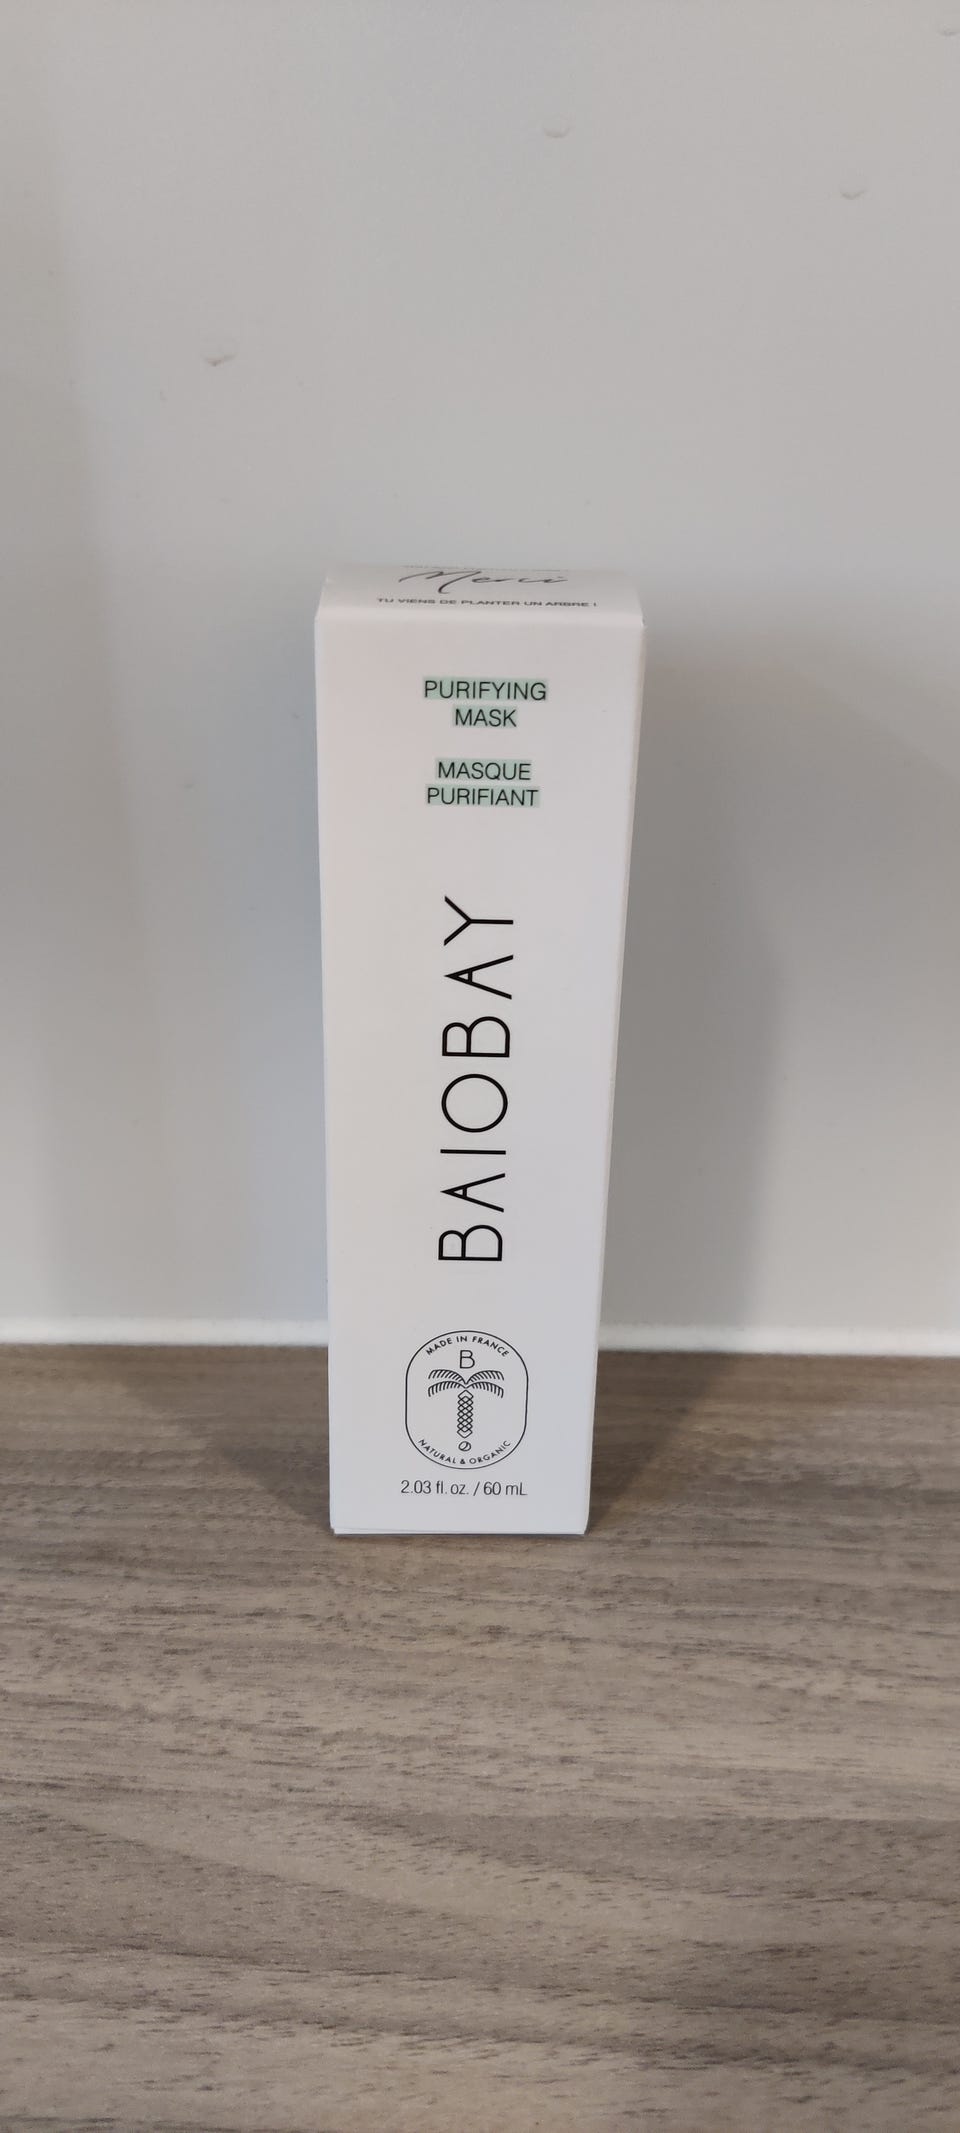 Merci
TU VIENS DE PLANTER UN ARBRE !
PURIFYING
MASK
MASQUE
PURIFIANT
BAIOBAY
MADE IN FRANCE
B
NATURAL & ORGANIC
2.03 fl. oz. / 60 mL